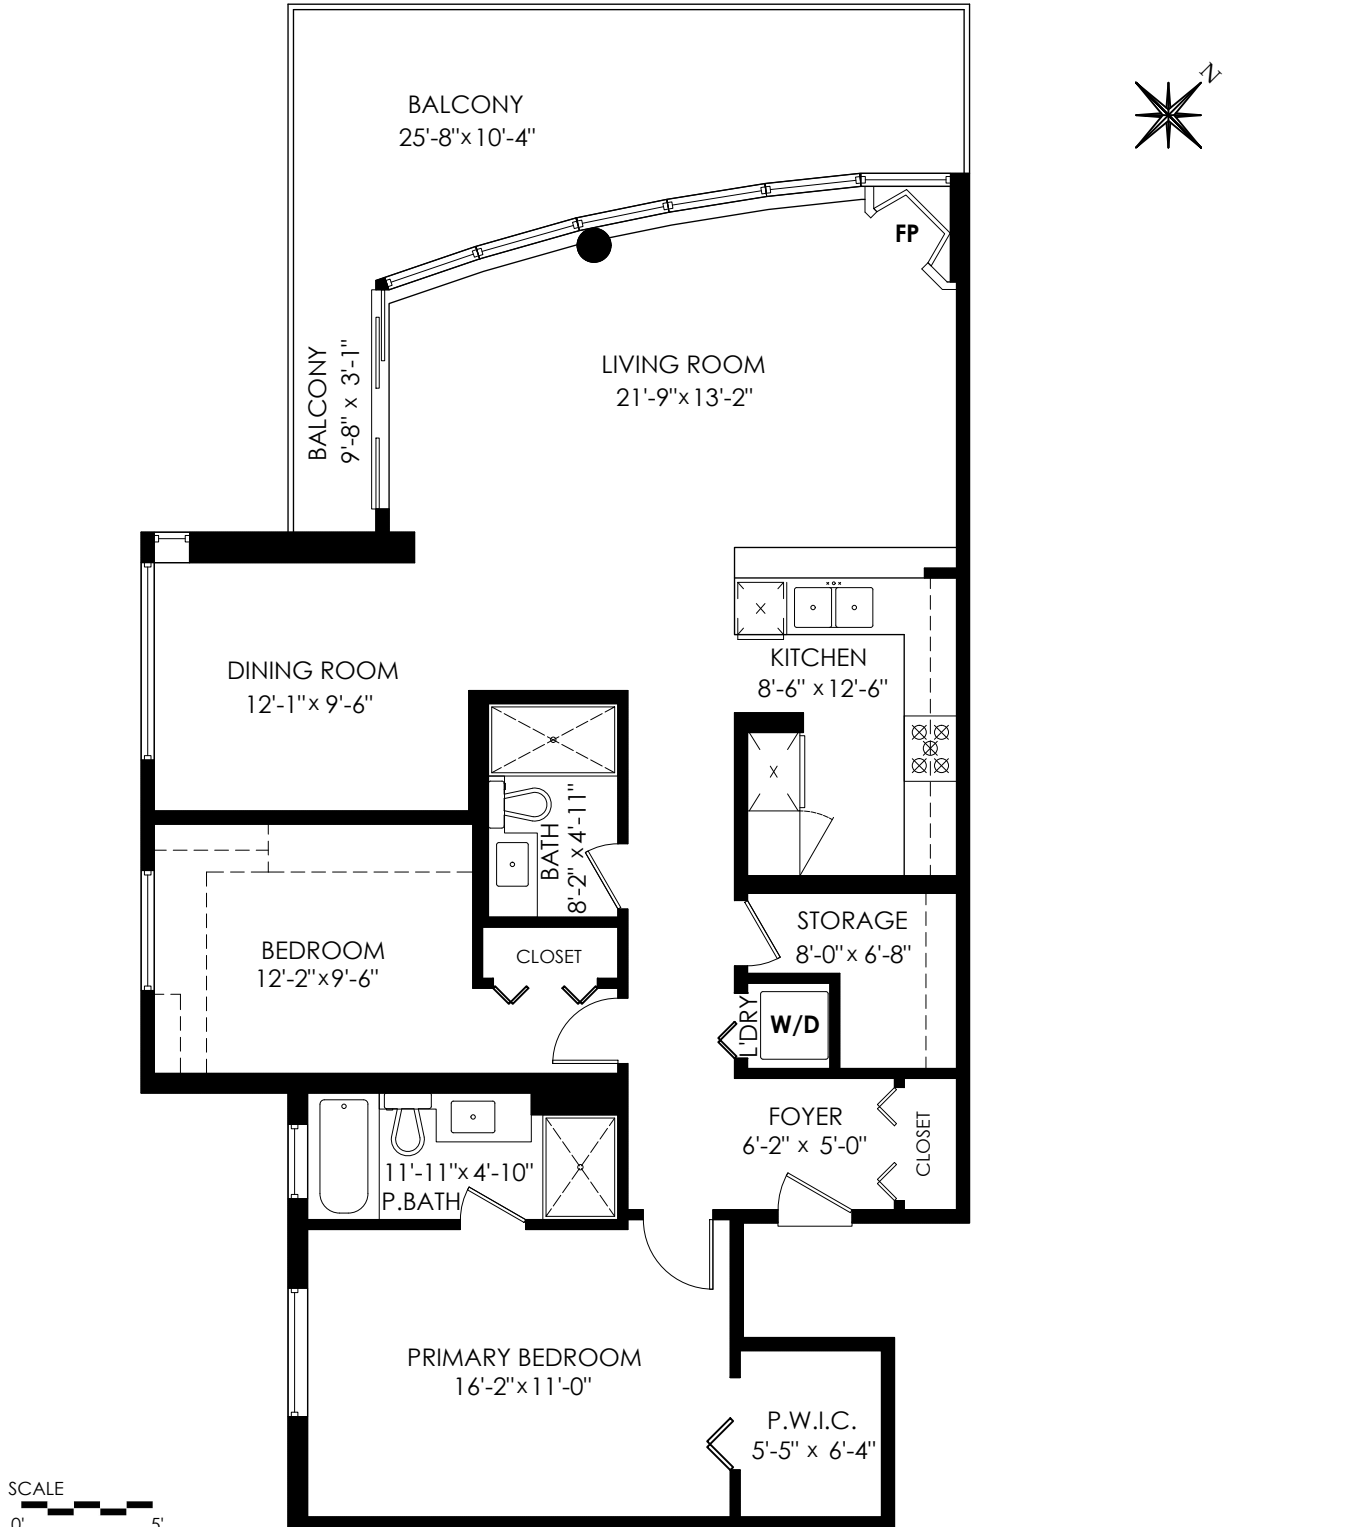 N
BALCONY
25'-8"x10'-4"
FP
BALCONY
9'-8" x 3'-1"
LIVING ROOM
21'-9"x13'-2"
DINING ROOM
12'-1"x 9'-6"
KITCHEN
8'-6" x12'-6"
BATH
8'-2" x 4'-11"
STORAGE
8'-0"x 6'-8"
BEDROOM
12'-2"x9'-6"
CLOSET
L'DRY
W/D
FOYER
6'-2" x 5'-0"
CLOSET
11'-11"x 4'-10"
P.BATH
PRIMARY BEDROOM
16'-2"x11'-0"
P.W.I.C.
5'-5" x 6'-4"
SCALE
0' 5'